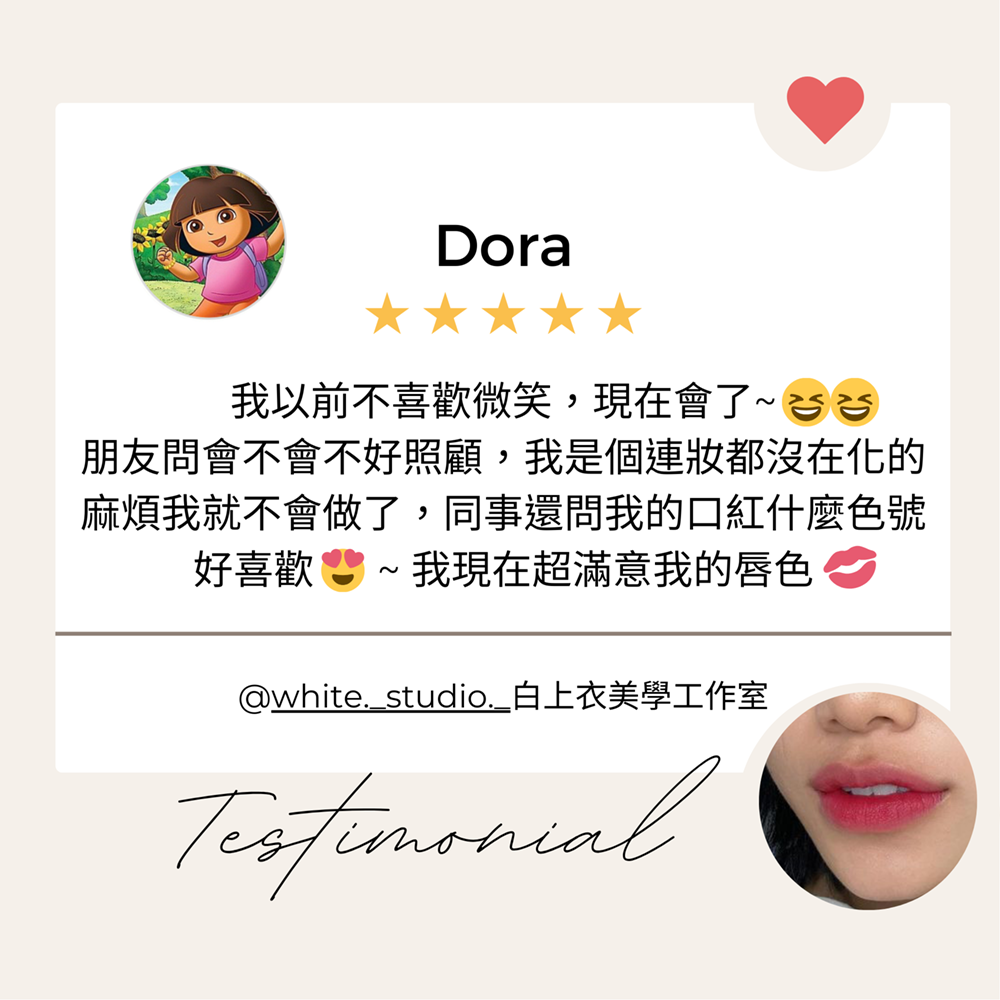 Dora
我以前不喜歡微笑，現在會了~😆😆
朋友問會不會不好照顧，我是個連妝都沒在化的
麻煩我就不會做了，同事還問我的口紅什麼色號
好喜歡😍 ~ 我現在超滿意我的唇色 💋
@white._studio._白上衣美學工作室
Testimonial